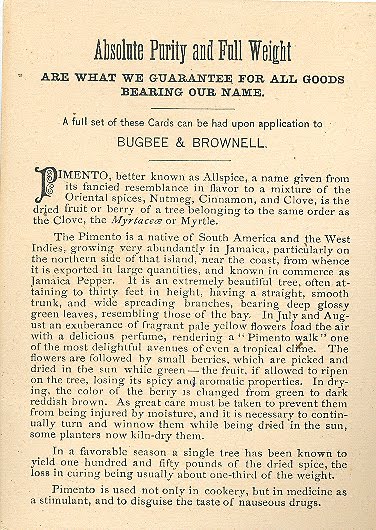 Absolute Purity and Full Weight
ARE WHAT WE GUARANTEE FOR ALL GOODS
BEARING OUR NAME.
A full set of these Cards can be had upon application to
BUGBEE & BROWNELL.
PIMENTO, better known as Allspice, a name given from
its fancied resemblance in flavor to a mixture of the
Oriental spices, Nutmeg, Cinnamon, and Clove, is the
dried fruit or berry of a tree belonging to the same order as
the Clove, the Myrtaceæ or Myrtle.
The Pimento is a native of South America and the West
Indies, growing very abundantly in Jamaica, particularly on
the northern side of that island, near the coast, from whence
it is exported in large quantities, and known in commerce as
Jamaica Pepper. It is an extremely beautiful tree, often at-
taining to thirty feet in height, having a straight, smooth
trunk, and wide spreading branches, bearing deep glossy
green leaves, resembling those of the bay. In July and Aug-
ust an exuberance of fragrant pale yellow flowers load the air
with a delicious perfume, rendering a "Pimento walk" one
of the most delightful avenues of even a tropical clime. The
flowers are followed by small berries, which are picked and
dried in the sun while green — the fruit, if allowed to ripen
on the tree, losing its spicy and aromatic properties. In dry-
ing, the color of the berry is changed from green to dark
reddish brown. As great care must be taken to prevent them
from being injured by moisture, and it is necessary to contin-
ually turn and winnow them while being dried in the sun,
some planters now kiln-dry them.
In a favorable season a single tree has been known to
yield one hundred and fifty pounds of the dried spice, the
loss in curing being usually about one-third of the weight.
Pimento is used not only in cookery, but in medicine as
a stimulant, and to disguise the taste of nauseous drugs.